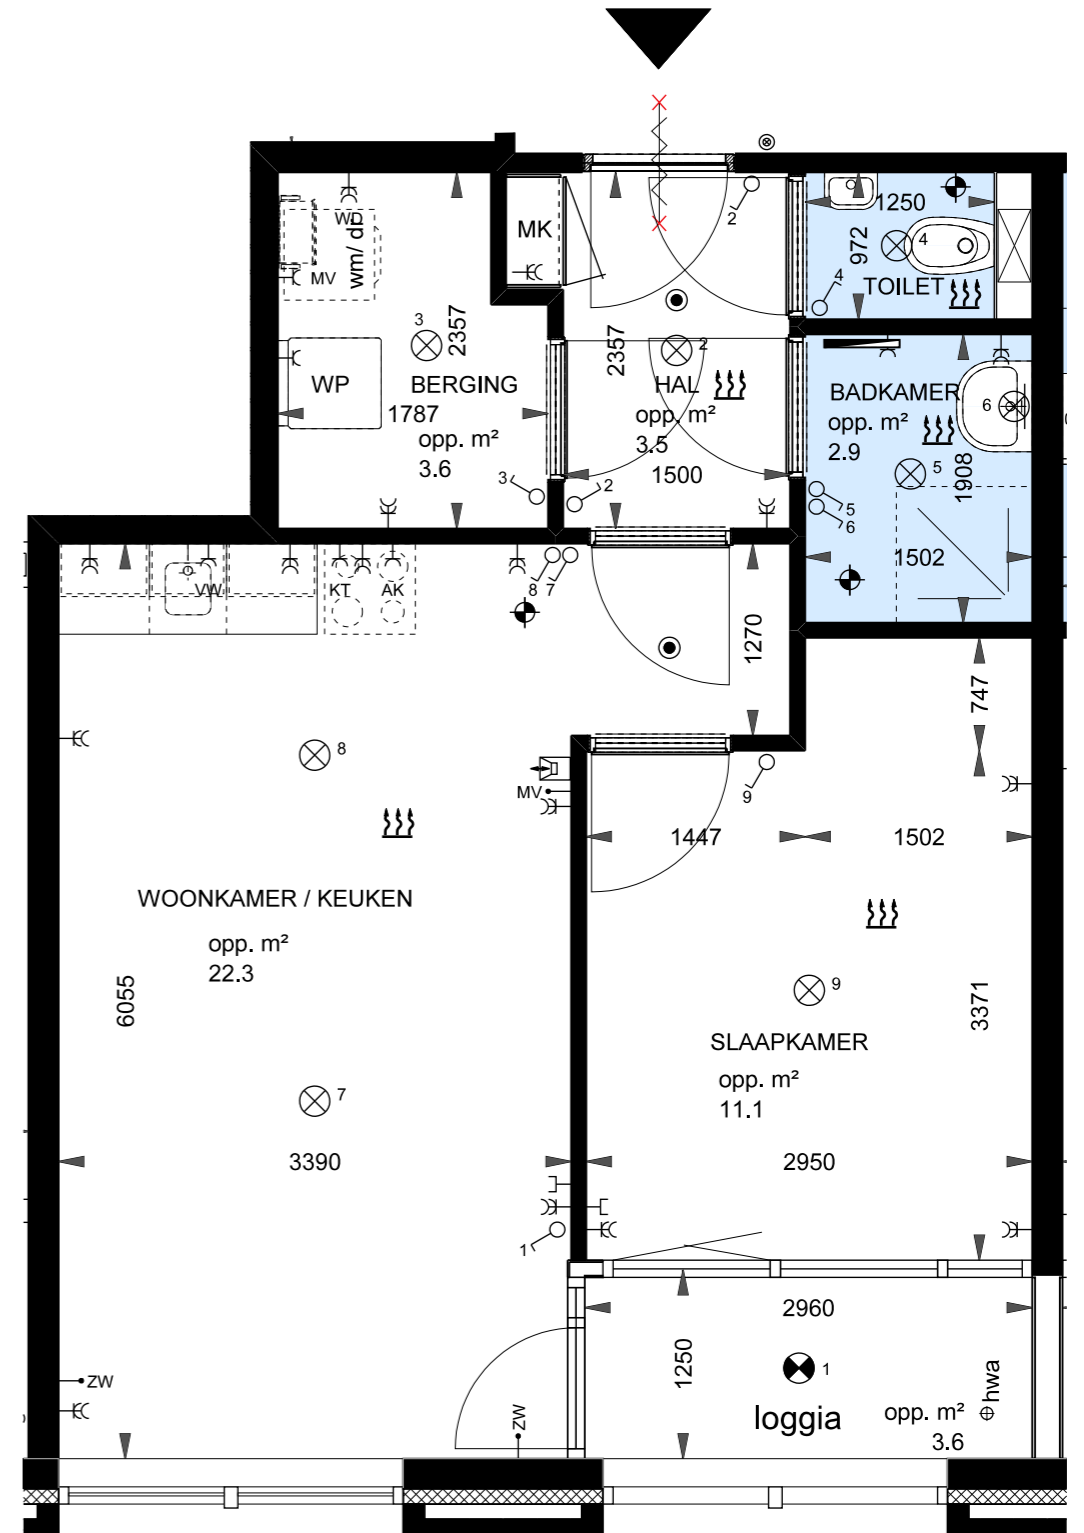 2
1250
MK
WD
wm/ dr.
MV
972
4
4
TOILET
3
2357
2357
2
WP
BERGING
HAL
BADKAMER
6
1787
opp. m²
3.6
opp. m²
3.5
opp. m²
2.9
1500
5
1908
3
2
5
6
1502
VW
KT
AK
8 7
1270
747
8
MV
9
1447
1502
WOONKAMER / KEUKEN
opp. m²
22.3
6055
9
3371
SLAAPKAMER
opp. m²
11.1
7
3390
2950
1
2960
1250
1
ZW
ZW
loggia
opp. m²
3.6
hwa